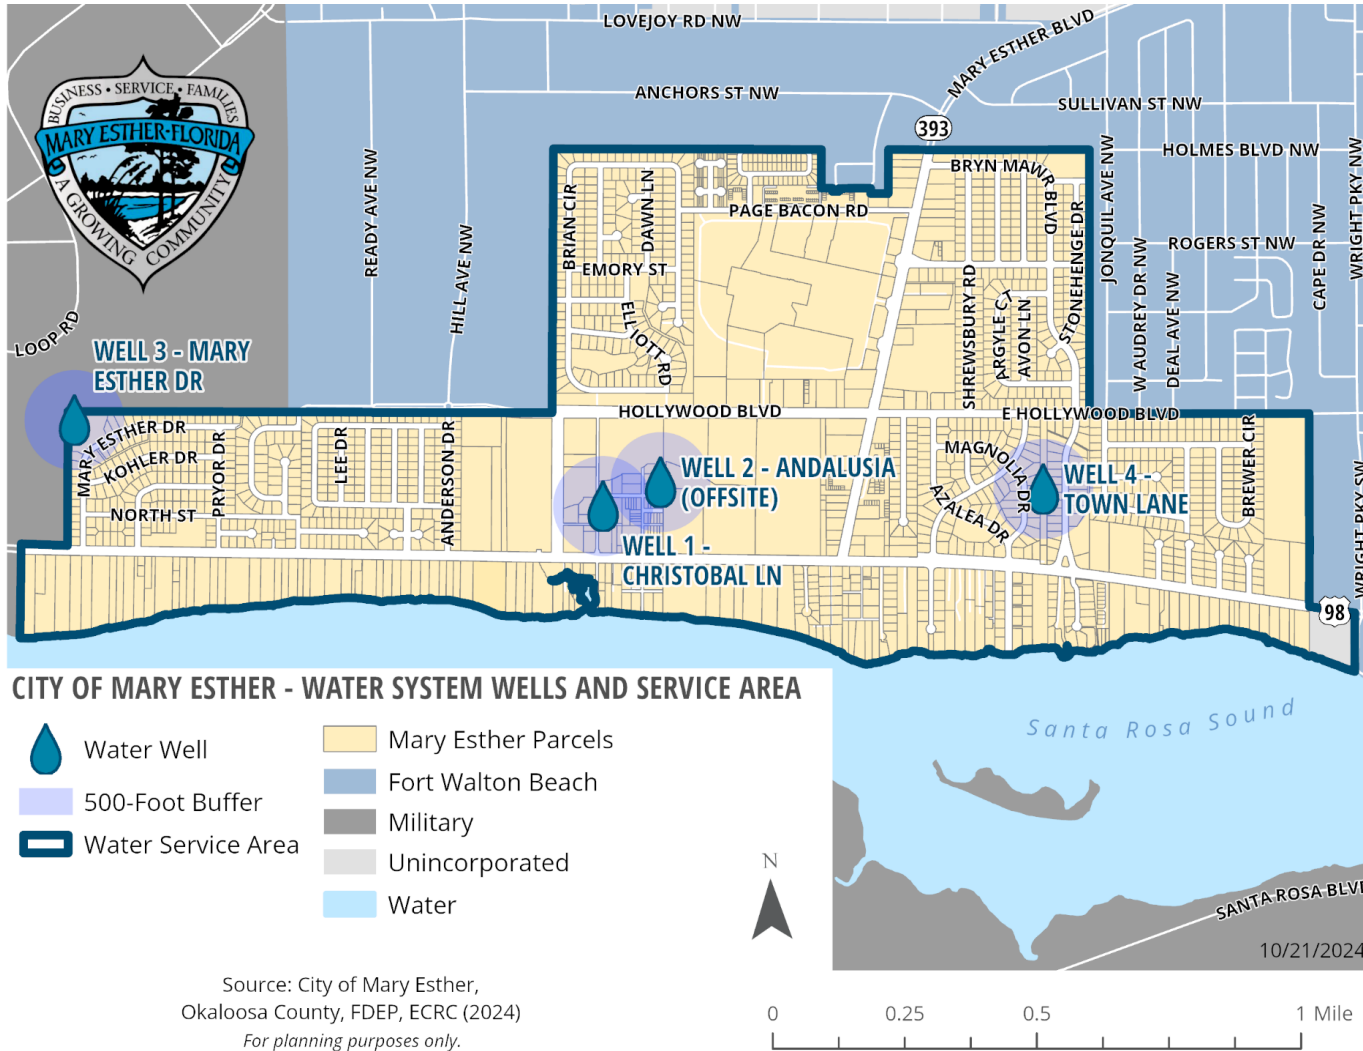 LOVEJOY RD NW
MARY ESTHER BLVD
ANCHORS ST NW
SULLIVAN ST NW
393
HOLMES BLVD NW
BUSINESS • SERVICE • FAMILIES
MARY ESTHER • FLORIDA
A GROWING COMMUNITY
READY AVE NW
HILL AVE NW
BRIAN CIR
DAWN LN
BRYN MAWR BLVD
PAGE BACON RD
JONQUIL AVE NW
WRIGHT PKY NW
CAPE DR NW
ROGERS ST NW
EMORY ST
STONEHENGE DR
W AUDREY DR NW
DEAL AVE NW
SHREWSBURY RD
ARGYLE CT
AVON LN
ELLIOTT RD
LOOP RD
WELL 3 - MARY
ESTHER DR
HOLLYWOOD BLVD
E HOLLYWOOD BLVD
MARY ESTHER DR
KOHLER DR
PRYOR DR
LEE DR
ANDERSON DR
NORTH ST
WELL 2 - ANDALUSIA
(OFFSITE)
MAGNOLIA DR
AZALEA DR
WELL 4 -
TOWN LANE
BREWER CIR
WRIGHT PKY SW
WELL 1 -
CHRISTOBAL LN
98
CITY OF MARY ESTHER - WATER SYSTEM WELLS AND SERVICE AREA
Water Well
500-Foot Buffer
Water Service Area
Mary Esther Parcels
Fort Walton Beach
Military
Unincorporated
Water
Santa Rosa Sound
SANTA ROSA BLVD
10/21/2024
N
Source: City of Mary Esther,
Okaloosa County, FDEP, ECRC (2024)
For planning purposes only.
0 0.25 0.5 1 Mile